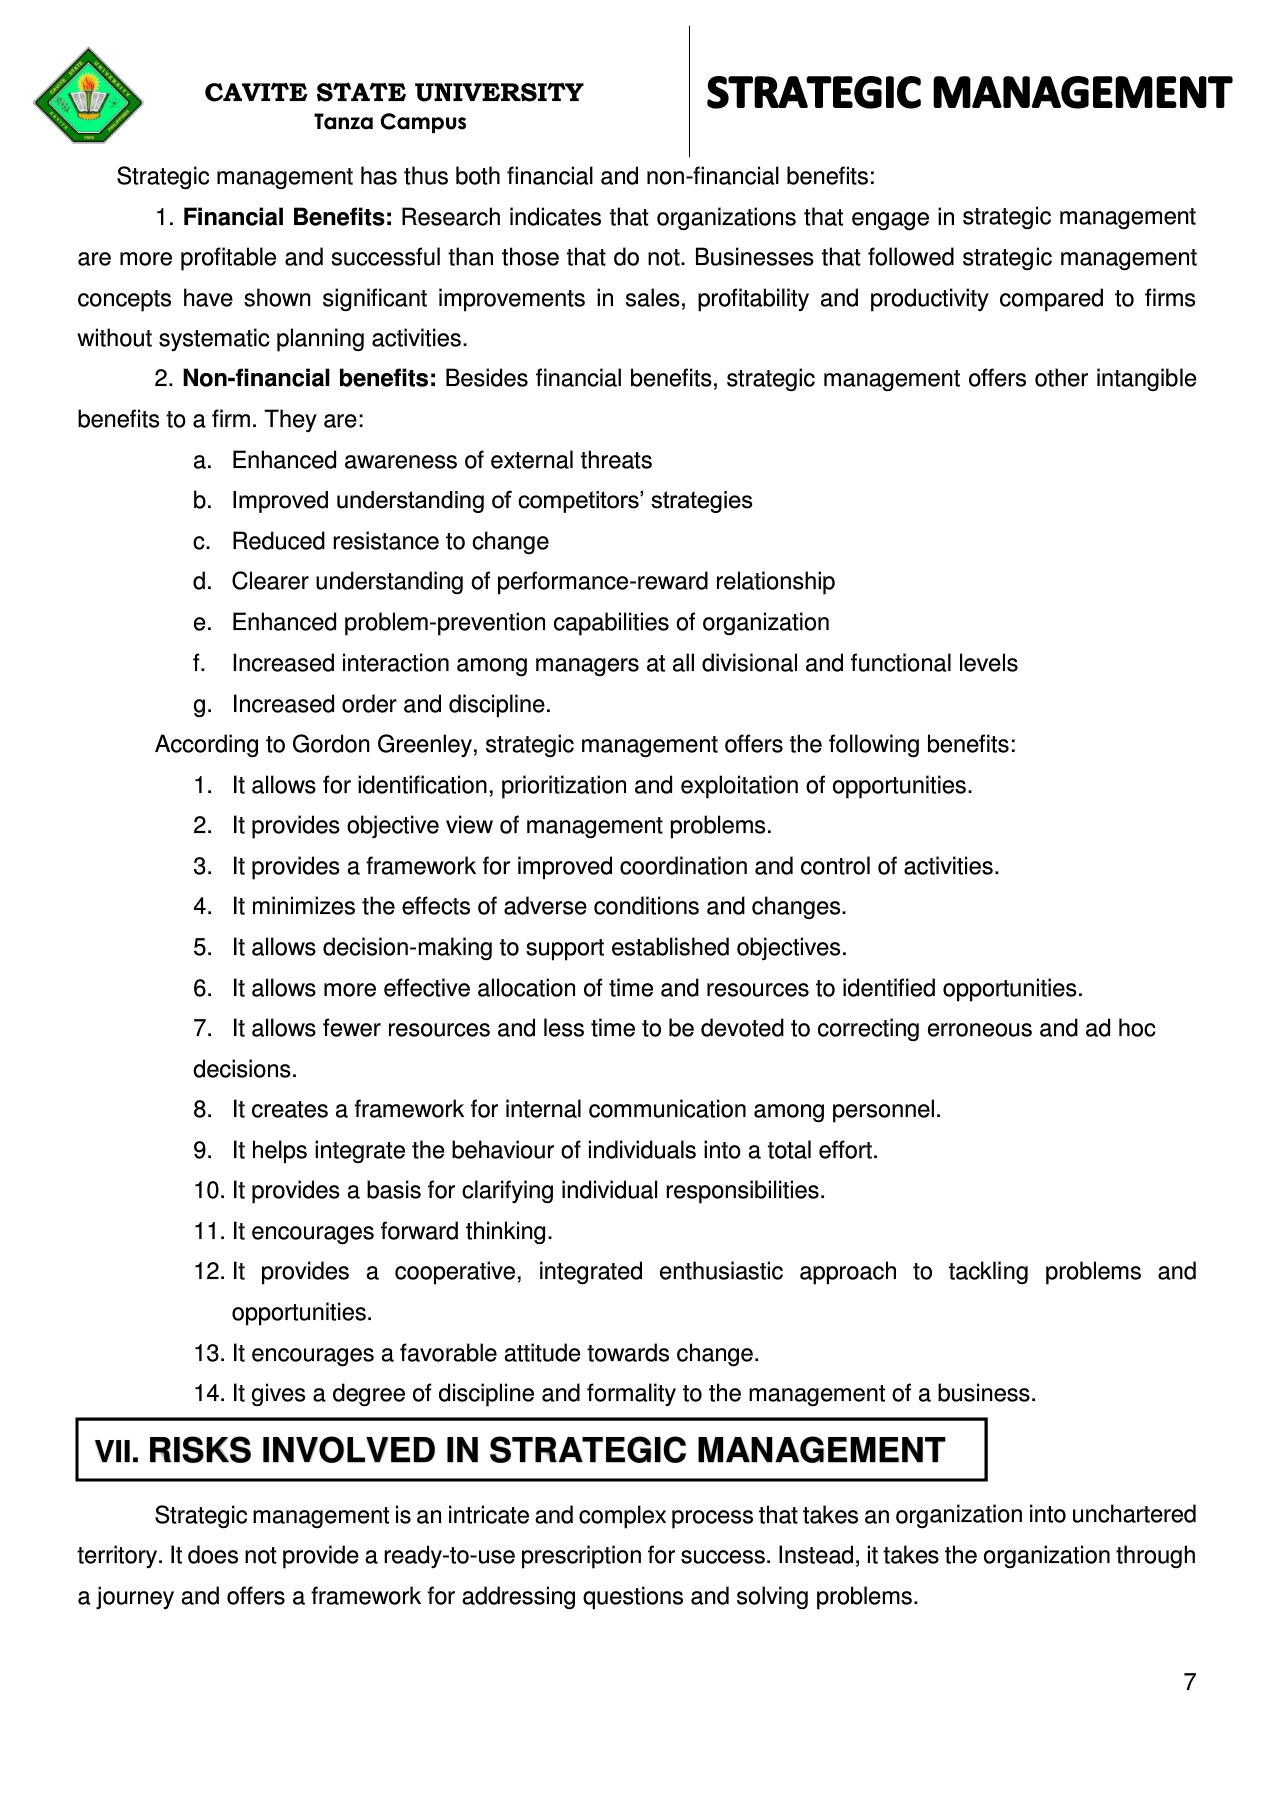 CAVITE STATE UNIVERSITY
Tanza Campus
STRATEGIC MANAGEMENT
CAVITE STATE UNIVERSITY
CAVITE
PHILIPPINES
Strategic management has thus both financial and non-financial benefits:
1. Financial Benefits: Research indicates that organizations that engage in strategic management
are more profitable and successful than those that do not. Businesses that followed strategic management
concepts have shown significant improvements in sales, profitability and productivity compared to firms
without systematic planning activities.
2. Non-financial benefits: Besides financial benefits, strategic management offers other intangible
benefits to a firm. They are:
a. Enhanced awareness of external threats
b. Improved understanding of competitors’ strategies
c. Reduced resistance to change
d. Clearer understanding of performance-reward relationship
e. Enhanced problem-prevention capabilities of organization
f. Increased interaction among managers at all divisional and functional levels
g. Increased order and discipline.
According to Gordon Greenley, strategic management offers the following benefits:
1. It allows for identification, prioritization and exploitation of opportunities.
2. It provides objective view of management problems.
3. It provides a framework for improved coordination and control of activities.
4. It minimizes the effects of adverse conditions and changes.
5. It allows decision-making to support established objectives.
6. It allows more effective allocation of time and resources to identified opportunities.
7. It allows fewer resources and less time to be devoted to correcting erroneous and ad hoc
decisions.
8. It creates a framework for internal communication among personnel.
9. It helps integrate the behaviour of individuals into a total effort.
10. It provides a basis for clarifying individual responsibilities.
11. It encourages forward thinking.
12. It provides a cooperative, integrated enthusiastic approach to tackling problems and
opportunities.
13. It encourages a favorable attitude towards change.
14. It gives a degree of discipline and formality to the management of a business.
VII. RISKS INVOLVED IN STRATEGIC MANAGEMENT
Strategic management is an intricate and complex process that takes an organization into unchartered
territory. It does not provide a ready-to-use prescription for success. Instead, it takes the organization through
a journey and offers a framework for addressing questions and solving problems.
7